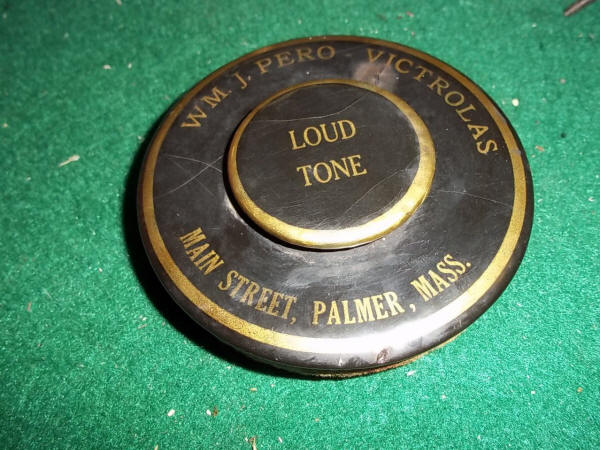 WM. J. PERO VICTROLAS
LOUD
TONE
MAIN STREET, PALMER, MASS.